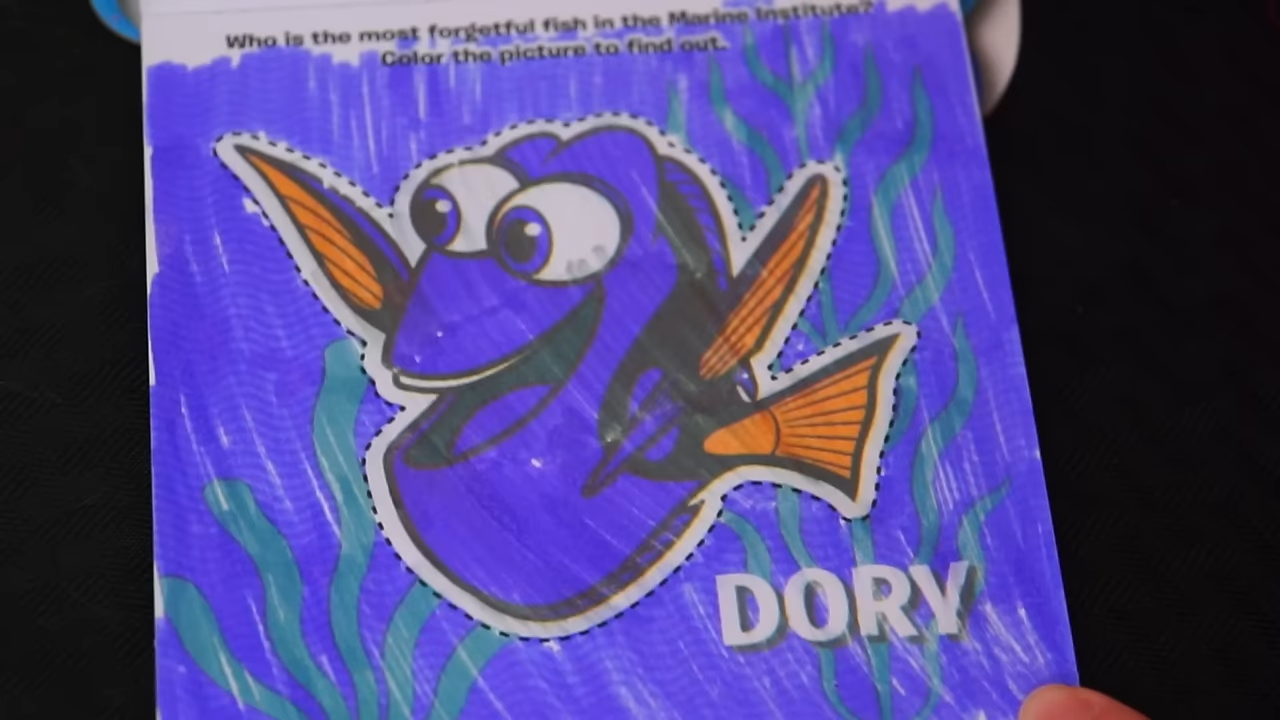 Who is the most forgetful fish in the Marine Institute?
Color the picture to find out.
DORY